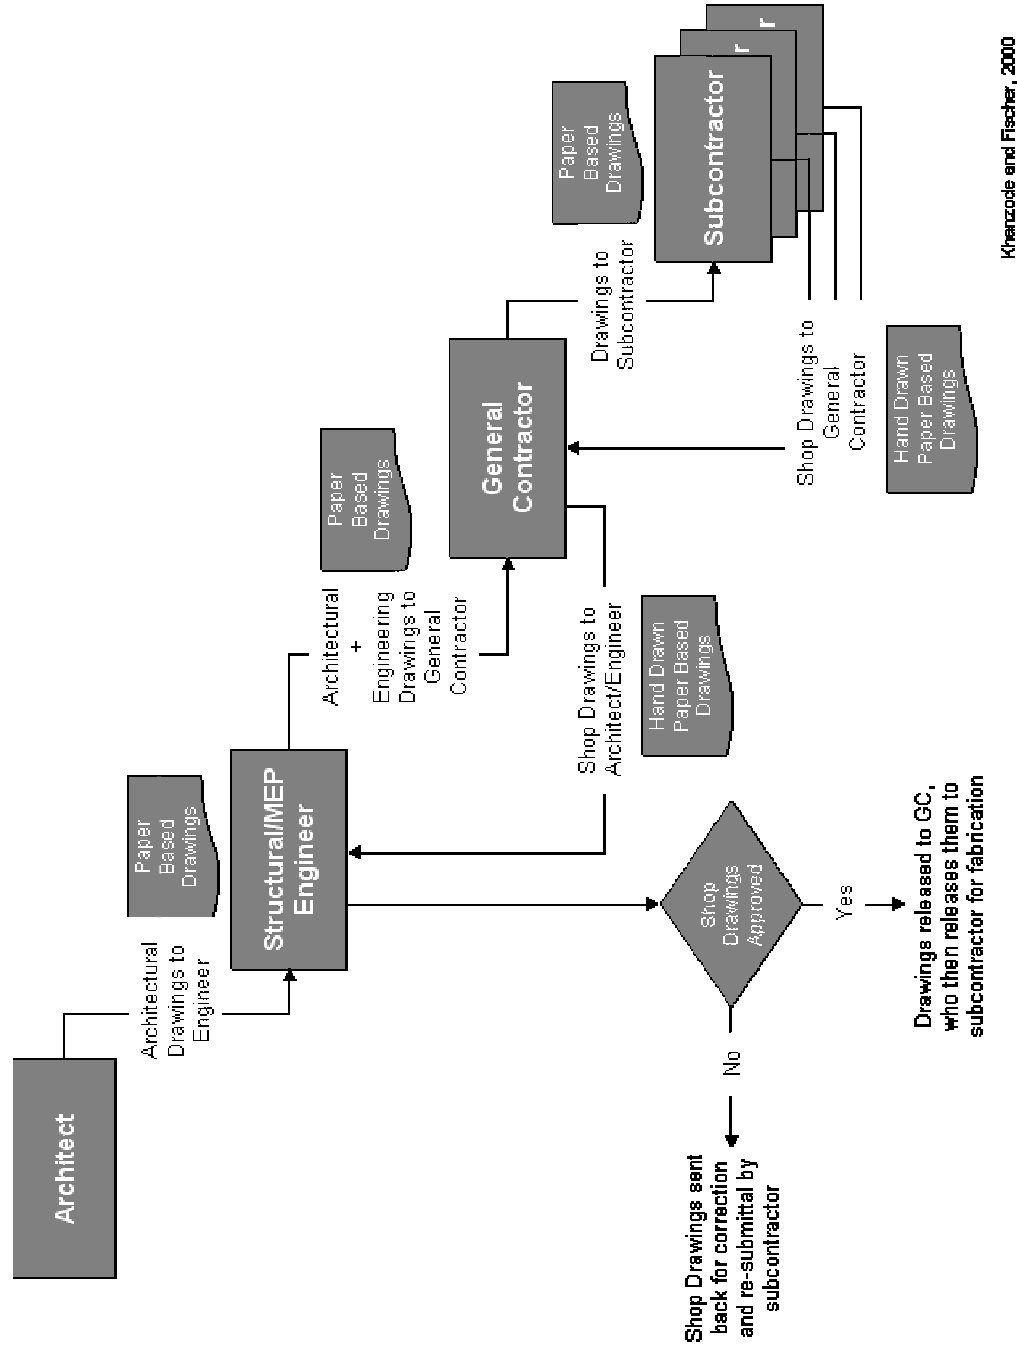 Architect
Architectural
Drawings to
Engineer
Paper
Based
Drawings
Structural/MEP
Engineer
Architectural
+
Engineering
Drawings to
General
Contractor
Paper
Based
Drawings
General
Contractor
Drawings to
Subcontractor
Paper
Based
Drawings
Subcontractor
r
r
Shop Drawings to
General
Contractor
Hand Drawn
Paper Based
Drawings
Shop Drawings to
Architect/Engineer
Hand Drawn
Paper Based
Drawings
Shop
Drawings
Approved
No
Shop Drawings sent
back for correction
and re-submittal by
subcontractor
Yes
Drawings released to GC,
who then releases them to
subcontractor for fabrication
Khanzode and Fischer, 2000